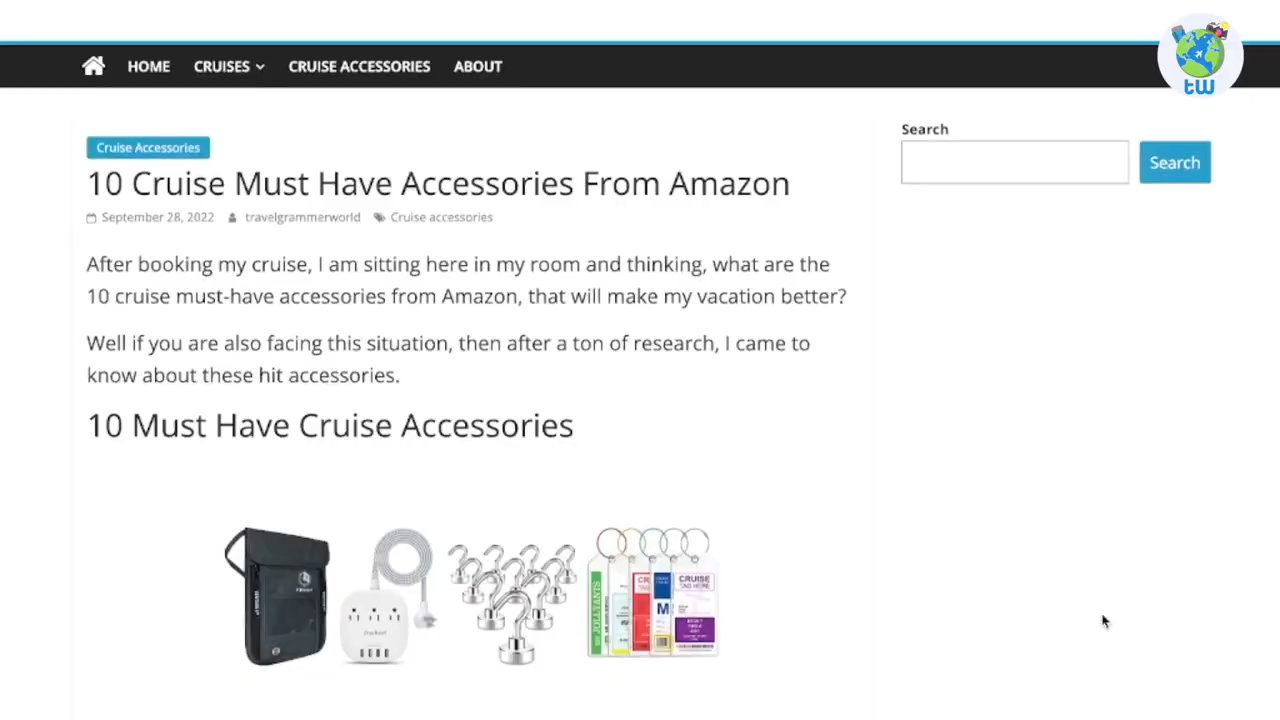 tw
HOME CRUISES CRUISE ACCESSORIES ABOUT
Cruise Accessories
10 Cruise Must Have Accessories From Amazon
September 28, 2022 travelgrammerworld Cruise accessories
After booking my cruise, I am sitting here in my room and thinking, what are the
10 cruise must-have accessories from Amazon, that will make my vacation better?
Well if you are also facing this situation, then after a ton of research, I came to
know about these hit accessories.
10 Must Have Cruise Accessories
CRUISE
TAG HERE
M
CR
Search
Search